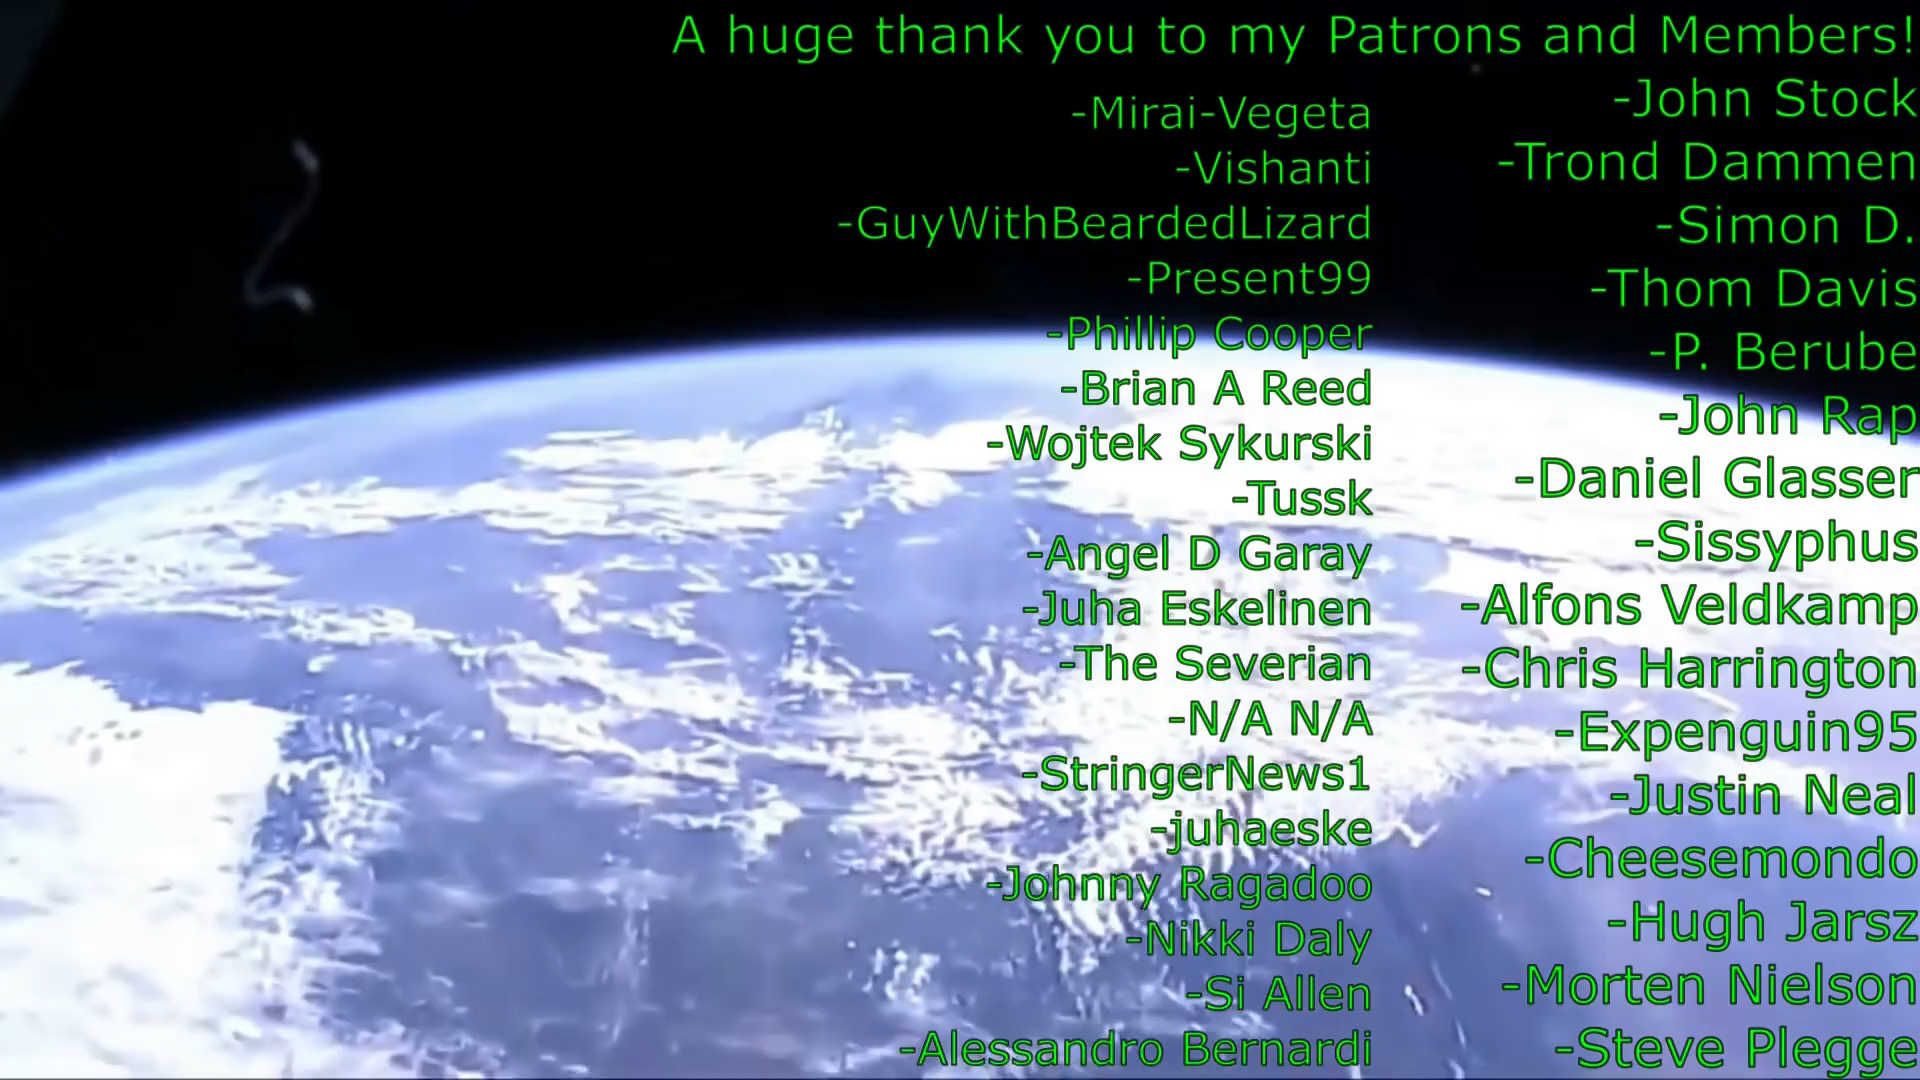 A huge thank you to my Patrons and Members!
-Mirai-Vegeta
-Vishanti
-GuyWithBeardedLizard
-Present99
-Phillip Cooper
-Brian A Reed
-Wojtek Sykurski
-Tussk
-Angel D Garay
-Juha Eskelinen
-The Severian
-N/A N/A
-StringerNews1
-juhaeske
-Johnny Ragadoo
-Nikki Daly
-Si Allen
-Alessandro Bernardi
-John Stock
-Trond Dammen
-Simon D.
-Thom Davis
-P. Berube
-John Rap
-Daniel Glasser
-Sissyphus
-Alfons Veldkamp
-Chris Harrington
-Expenguin95
-Justin Neal
-Cheesemondo
-Hugh Jarsz
-Morten Nielson
-Steve Plegge